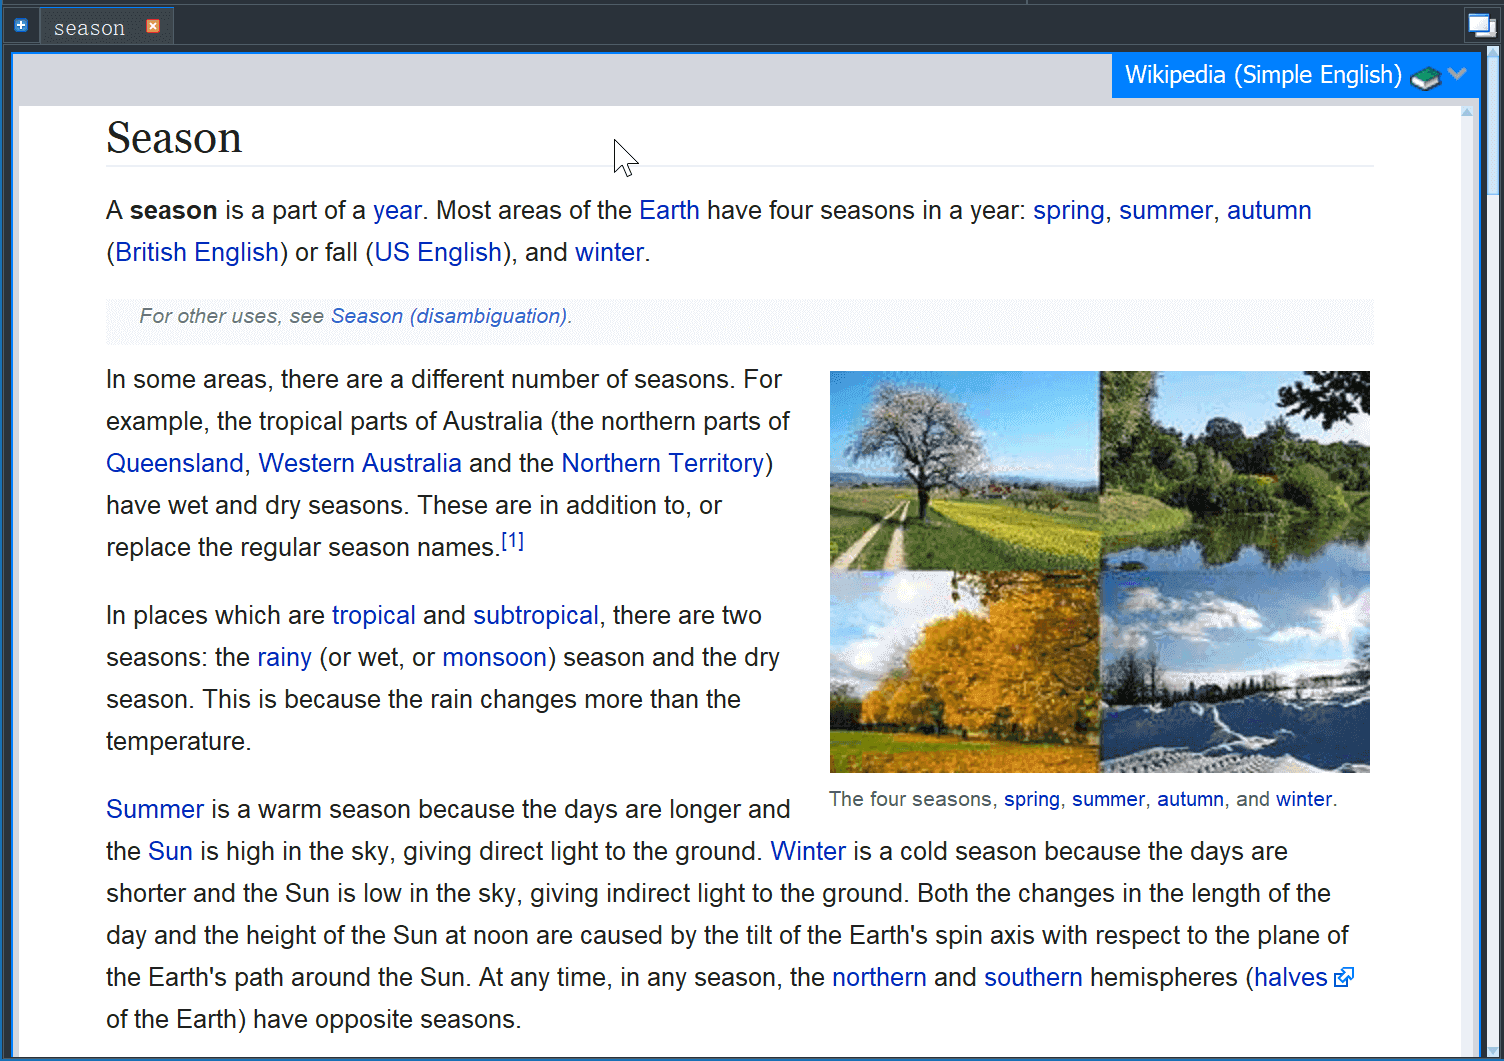 season
Wikipedia (Simple English)
Season
A season is a part of a year. Most areas of the Earth have four seasons in a year: spring, summer, autumn
(British English) or fall (US English), and winter.
For other uses, see Season (disambiguation).
In some areas, there are a different number of seasons. For
example, the tropical parts of Australia (the northern parts of
Queensland, Western Australia and the Northern Territory)
have wet and dry seasons. These are in addition to, or
replace the regular season names.[1]
In places which are tropical and subtropical, there are two
seasons: the rainy (or wet, or monsoon) season and the dry
season. This is because the rain changes more than the
temperature.
The four seasons, spring, summer, autumn, and winter.
Summer is a warm season because the days are longer and
the Sun is high in the sky, giving direct light to the ground. Winter is a cold season because the days are
shorter and the Sun is low in the sky, giving indirect light to the ground. Both the changes in the length of the
day and the height of the Sun at noon are caused by the tilt of the Earth's spin axis with respect to the plane of
the Earth's path around the Sun. At any time, in any season, the northern and southern hemispheres (halves
of the Earth) have opposite seasons.